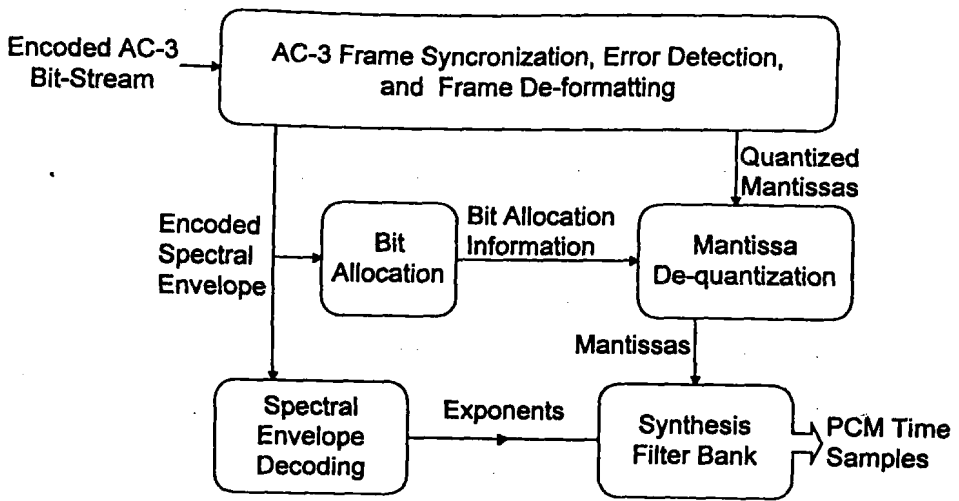 Encoded AC-3
Bit-Stream
AC-3 Frame Syncronization, Error Detection,
and Frame De-formatting
Quantized
Mantissas
Encoded
Spectral
Envelope
Bit
Allocation
Bit Allocation
Information
Mantissa
De-quantization
Mantissas
Spectral
Envelope
Decoding
Exponents
Synthesis
Filter Bank
PCM Time
Samples